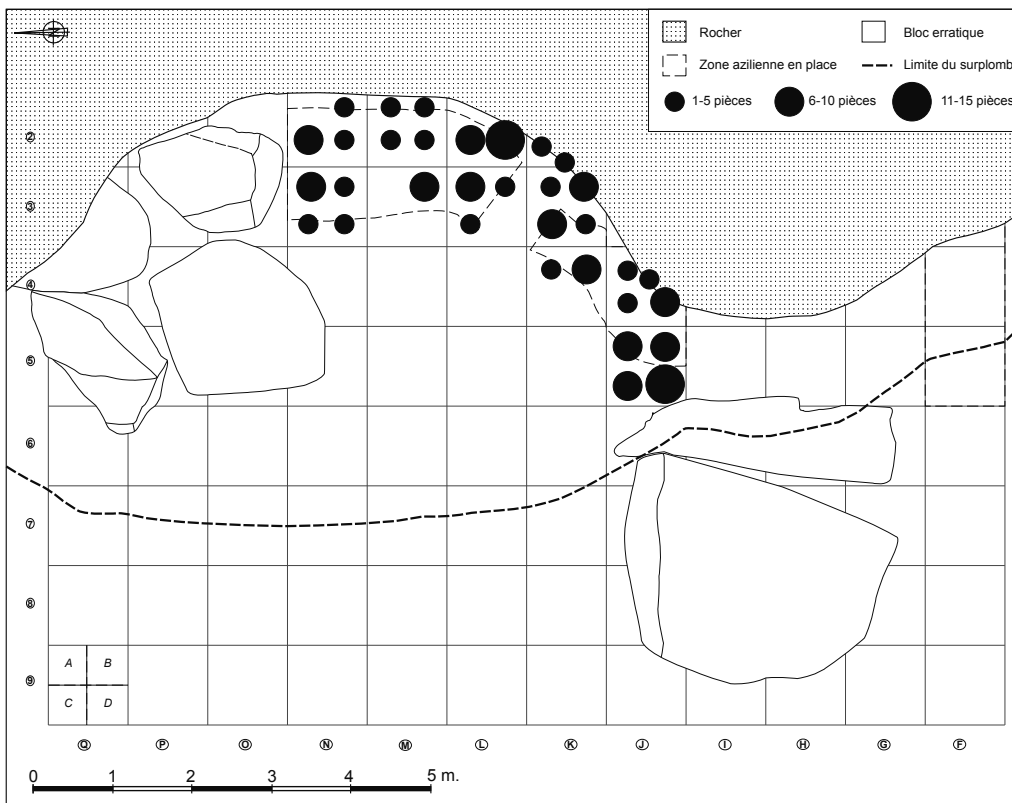 N
Rocher
Bloc erratique
Zone azilienne en place
Limite du surplomb
1-5 pièces
6-10 pièces
11-15 pièces
2
3
4
5
6
7
8
9
A B
C D
Q P O N M L K J I H G F
0 1 2 3 4 5 m.